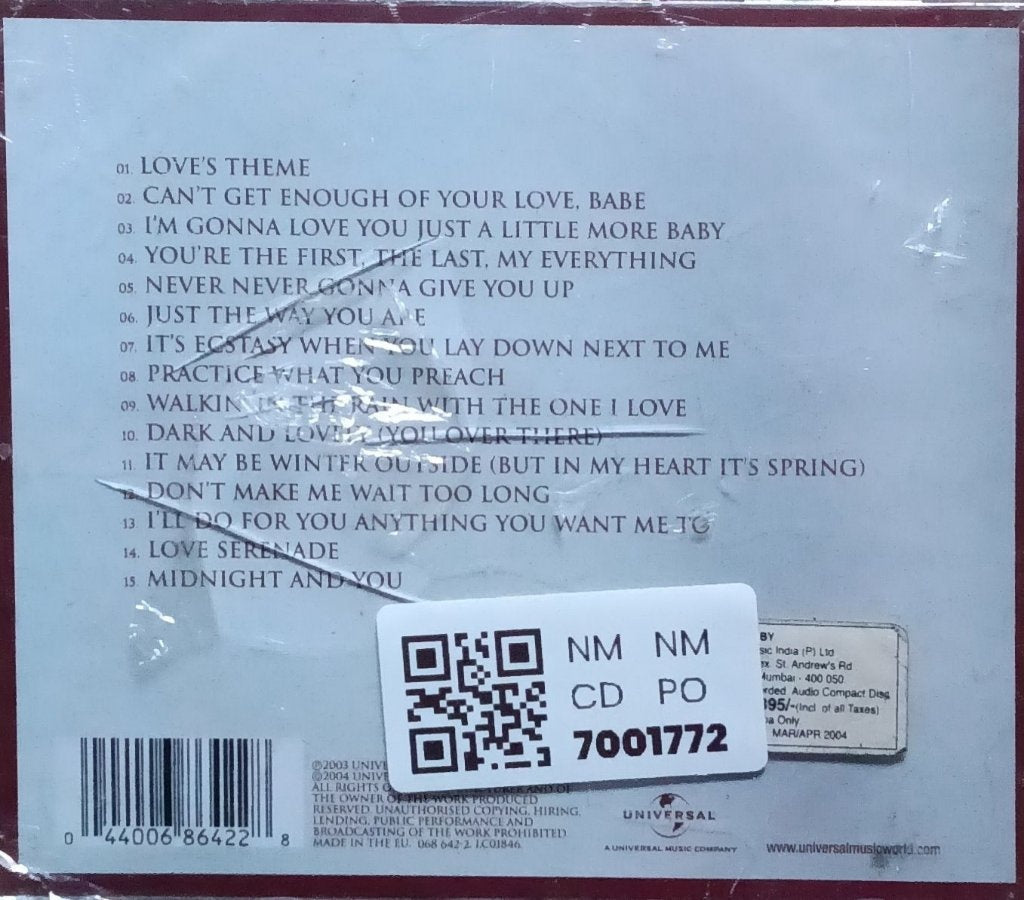 01. LOVE'S THEME
02. CAN'T GET ENOUGH OF YOUR LOVE, BABE
03. I'M GONNA LOVE YOU JUST A LITTLE MORE BABY
04. YOU'RE THE FIRST, THE LAST, MY EVERYTHING
05. NEVER NEVER GONNA GIVE YOU UP
06. JUST THE WAY YOU ARE
07. IT'S ECSTASY WHEN YOU LAY DOWN NEXT TO ME
08. PRACTICE WHAT YOU PREACH
09. WALKIN' IN THE RAIN WITH THE ONE I LOVE
10. DARK AND LOVELY (YOU OVER THERE)
11. IT MAY BE WINTER OUTSIDE (BUT IN MY HEART IT'S SPRING)
12. DON'T MAKE ME WAIT TOO LONG
13. I'LL DO FOR YOU ANYTHING YOU WANT ME TO
14. LOVE SERENADE
15. MIDNIGHT AND YOU
NM NM
CD PO
7001772
BY
India (P) Ltd
St. Andrew's Rd
Mumbai - 400 050
Audio Compact Disc
395/-(Incl of all Taxes)
Only
MAR/APR 2004
0 44006 86422 8
℗2003 UNIVE
©2004 UNIVE
ALL RIGHTS AND OF
THE OWNER OF THE WORK PRODUCED
RESERVED. UNAUTHORISED COPYING, HIRING,
LENDING, PUBLIC PERFORMANCE AND
BROADCASTING OF THE WORK PROHIBITED.
MADE IN THE EU. 068 642-2. LC01846.
UNIVERSAL
A UNIVERSAL MUSIC COMPANY
www.universalmusicworld.com